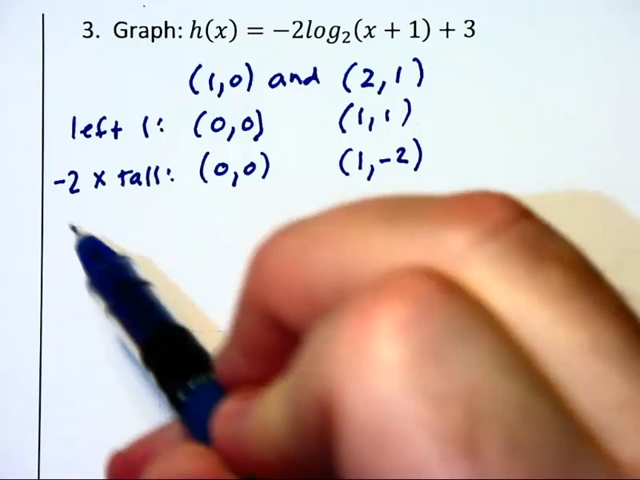 3. Graph: h(x) = −2log₂(x + 1) + 3
(1,0) and (2,1)
left 1: (0,0) (1,1)
-2 x tall: (0,0) (1,-2)